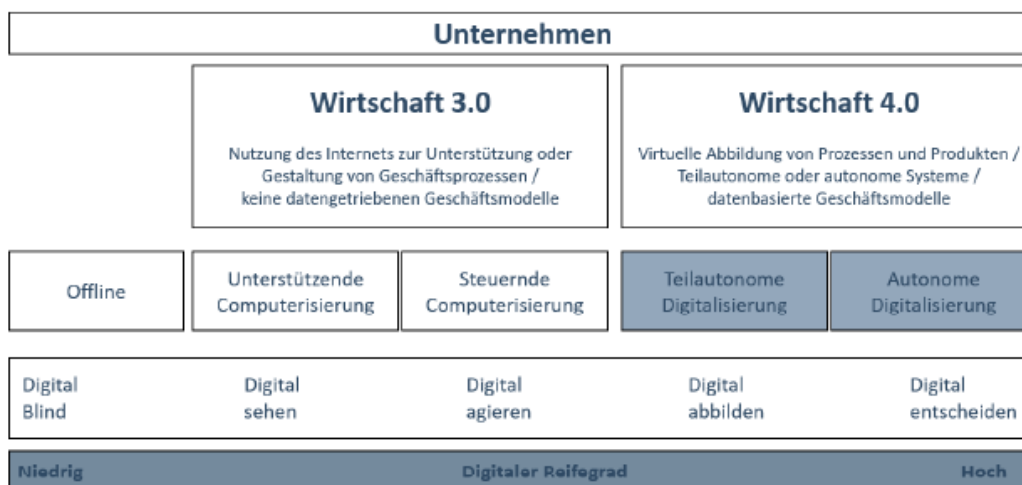 Unternehmen
Wirtschaft 3.0
Nutzung des Internets zur Unterstützung oder
Gestaltung von Geschäftsprozessen /
keine datengetriebenen Geschäftsmodelle
Wirtschaft 4.0
Virtuelle Abbildung von Prozessen und Produkten /
Teilautonome oder autonome Systeme /
datenbasierte Geschäftsmodelle
Offline
Unterstützende
Computerisierung
Steuernde
Computerisierung
Teilautonome
Digitalisierung
Autonome
Digitalisierung
Digital
Blind
Digital
sehen
Digital
agieren
Digital
abbilden
Digital
entscheiden
Niedrig
Digitaler Reifegrad
Hoch